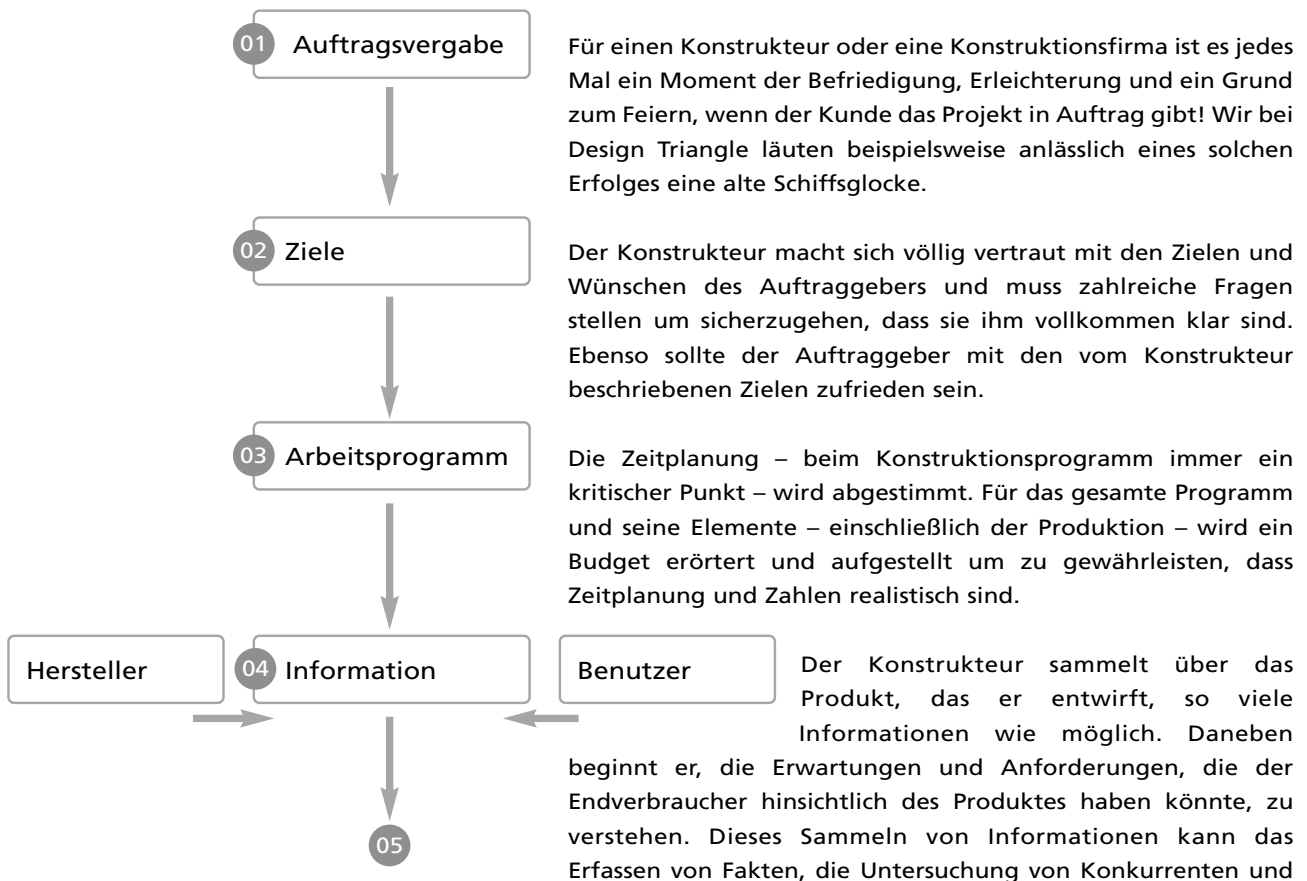 01 Auftragsvergabe
Für einen Konstrukteur oder eine Konstruktionsfirma ist es jedes
Mal ein Moment der Befriedigung, Erleichterung und ein Grund
zum Feiern, wenn der Kunde das Projekt in Auftrag gibt! Wir bei
Design Triangle läuten beispielsweise anlässlich eines solchen
Erfolges eine alte Schiffsglocke.
02 Ziele
Der Konstrukteur macht sich völlig vertraut mit den Zielen und
Wünschen des Auftraggebers und muss zahlreiche Fragen
stellen um sicherzugehen, dass sie ihm vollkommen klar sind.
Ebenso sollte der Auftraggeber mit den vom Konstrukteur
beschriebenen Zielen zufrieden sein.
03 Arbeitsprogramm
Die Zeitplanung – beim Konstruktionsprogramm immer ein
kritischer Punkt – wird abgestimmt. Für das gesamte Programm
und seine Elemente – einschließlich der Produktion – wird ein
Budget erörtert und aufgestellt um zu gewährleisten, dass
Zeitplanung und Zahlen realistisch sind.
Hersteller
04 Information
Benutzer
Der Konstrukteur sammelt über das
Produkt, das er entwirft, so viele
Informationen wie möglich. Daneben
beginnt er, die Erwartungen und Anforderungen, die der
Endverbraucher hinsichtlich des Produktes haben könnte, zu
verstehen. Dieses Sammeln von Informationen kann das
Erfassen von Fakten, die Untersuchung von Konkurrenten und
05